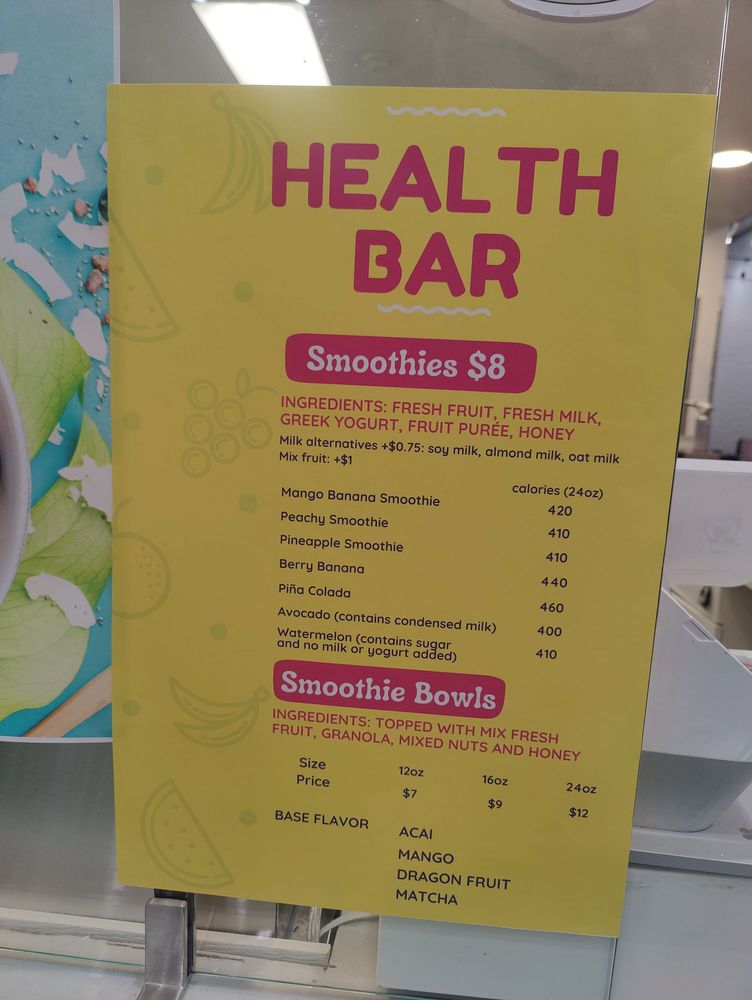 HEALTH
BAR
Smoothies $8
INGREDIENTS: FRESH FRUIT, FRESH MILK,
GREEK YOGURT, FRUIT PURÉE, HONEY
Milk alternatives +$0.75: soy milk, almond milk, oat milk
Mix fruit: +$1
calories (24oz)
Mango Banana Smoothie 420
Peachy Smoothie 410
Pineapple Smoothie 410
Berry Banana 440
Piña Colada 460
Avocado (contains condensed milk) 400
Watermelon (contains sugar
and no milk or yogurt added) 410
Smoothie Bowls
INGREDIENTS: TOPPED WITH MIX FRESH
FRUIT, GRANOLA, MIXED NUTS AND HONEY
Size 12oz 16oz 24oz
Price $7 $9 $12
BASE FLAVOR ACAI
MANGO
DRAGON FRUIT
MATCHA